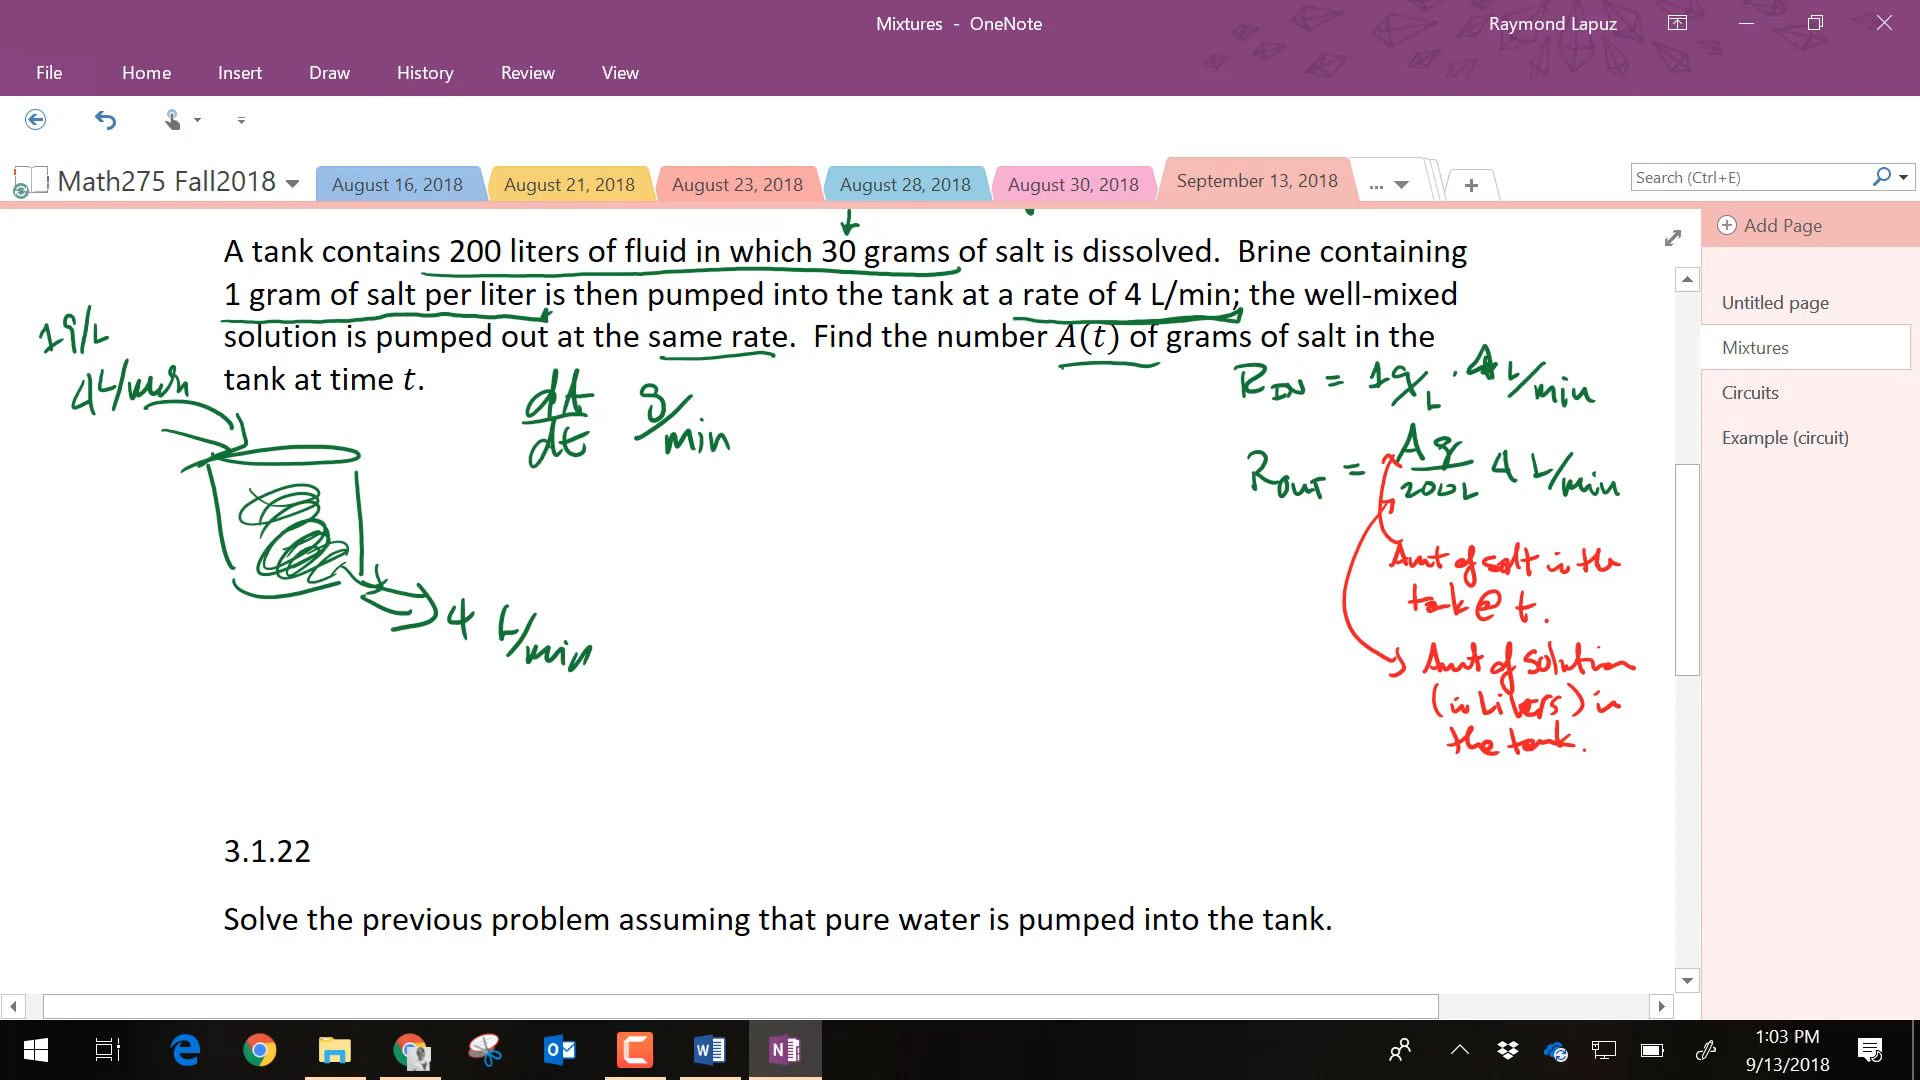 Mixtures - OneNote
Raymond Lapuz
File Home Insert Draw History Review View
Math275 Fall2018
August 16, 2018
August 21, 2018
August 23, 2018
August 28, 2018
August 30, 2018
September 13, 2018
...
Search (Ctrl+E)
Add Page
Untitled page
Mixtures
Circuits
Example (circuit)
A tank contains 200 liters of fluid in which 30 grams of salt is dissolved. Brine containing
1 gram of salt per liter is then pumped into the tank at a rate of 4 L/min; the well-mixed
solution is pumped out at the same rate. Find the number A(t) of grams of salt in the
tank at time t.
1g/L
4L/min
dA/dt g/min
4 L/min
R_IN = 1g/L · 4 L/min
R_OUT = A g/200L 4 L/min
Amt of salt in the
tank @ t.
Amt of solution
(in Liters) in
the tank.
3.1.22
Solve the previous problem assuming that pure water is pumped into the tank.
1:03 PM
9/13/2018